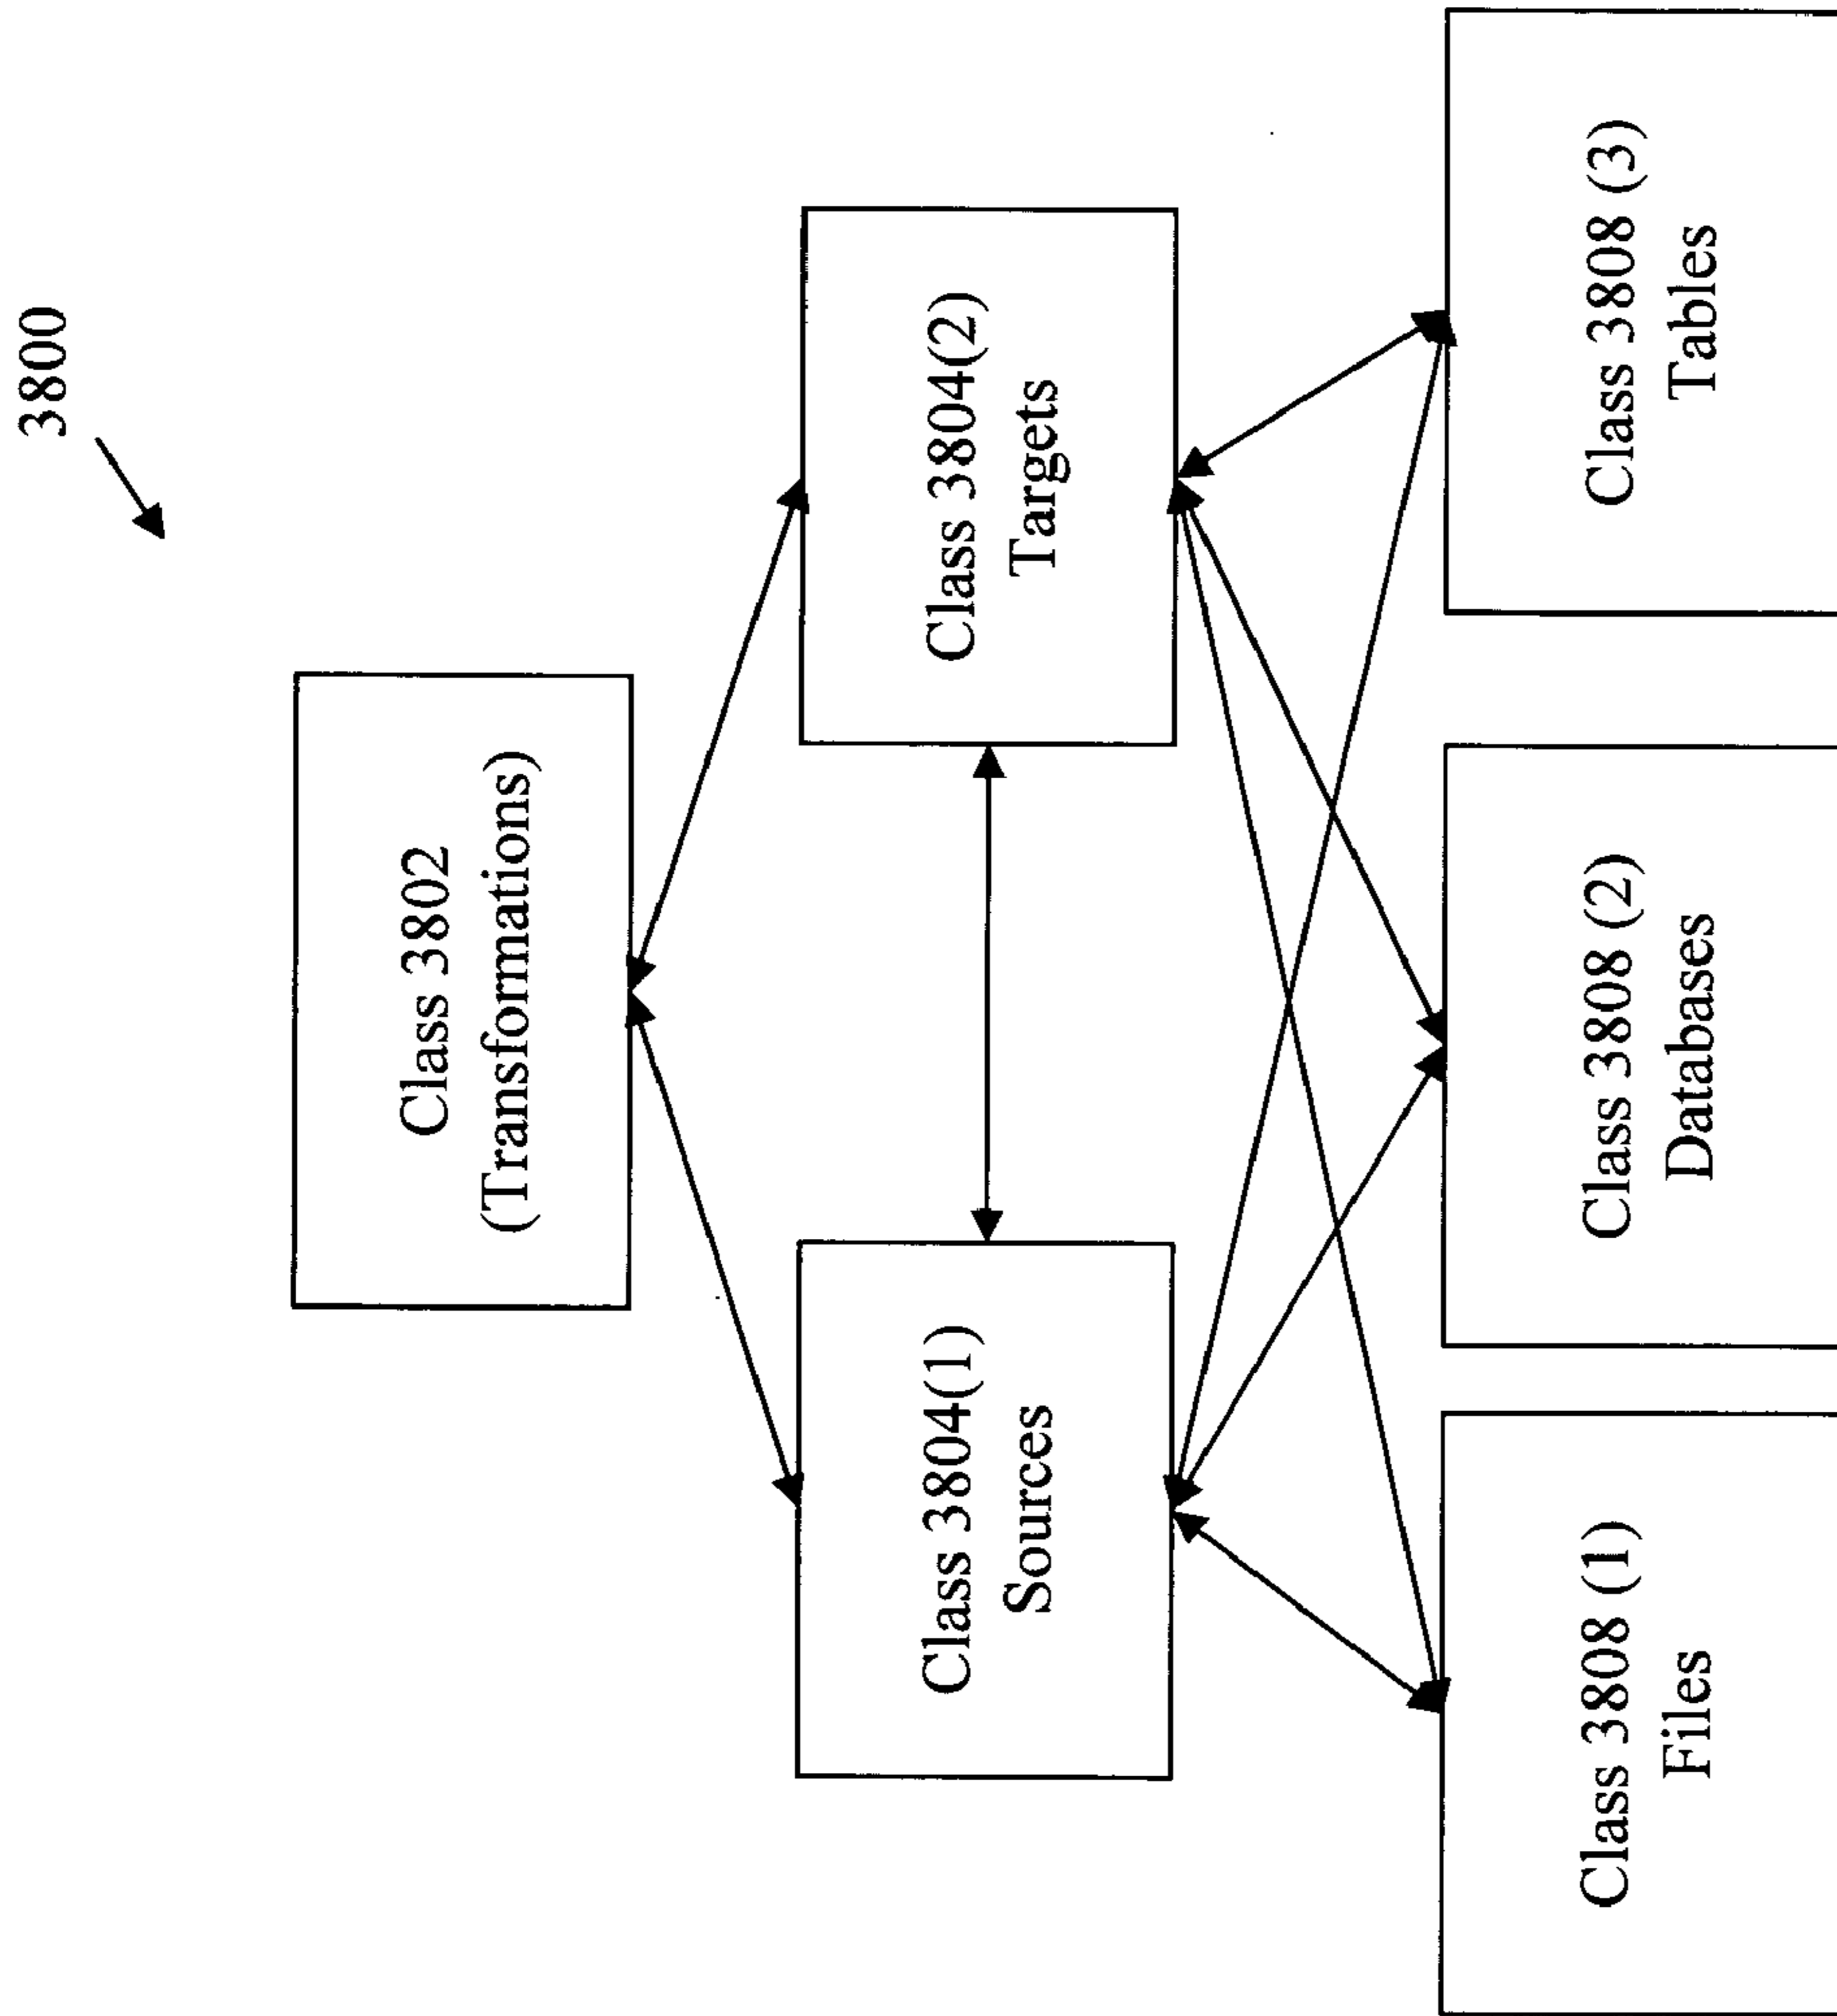 3800
Class 3802
(Transformations)
Class 3804(1)
Sources
Class 3804(2)
Targets
Class 3808 (1)
Files
Class 3808 (2)
Databases
Class 3808 (3)
Tables